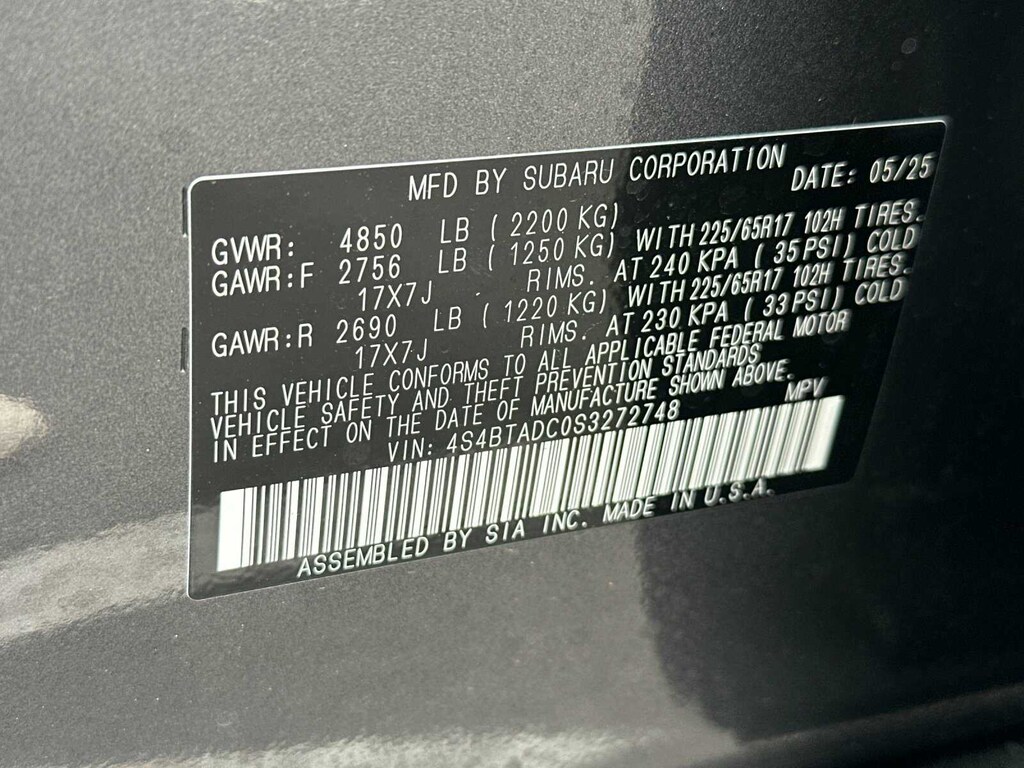 MFD BY SUBARU CORPORATION DATE: 05/25
GVWR: 4850 LB ( 2200 KG)
GAWR:F 2756 LB ( 1250 KG) WITH 225/65R17 102H TIRES.
17X7J RIMS. AT 240 KPA ( 35 PSI) COLD
GAWR:R 2690 LB ( 1220 KG) WITH 225/65R17 102H TIRES.
17X7J RIMS. AT 230 KPA ( 33 PSI) COLD
THIS VEHICLE CONFORMS TO ALL APPLICABLE FEDERAL MOTOR
VEHICLE SAFETY AND THEFT PREVENTION STANDARDS
IN EFFECT ON THE DATE OF MANUFACTURE SHOWN ABOVE.
VIN: 4S4BTADC0S3272748 MPV
ASSEMBLED BY SIA INC. MADE IN U.S.A.